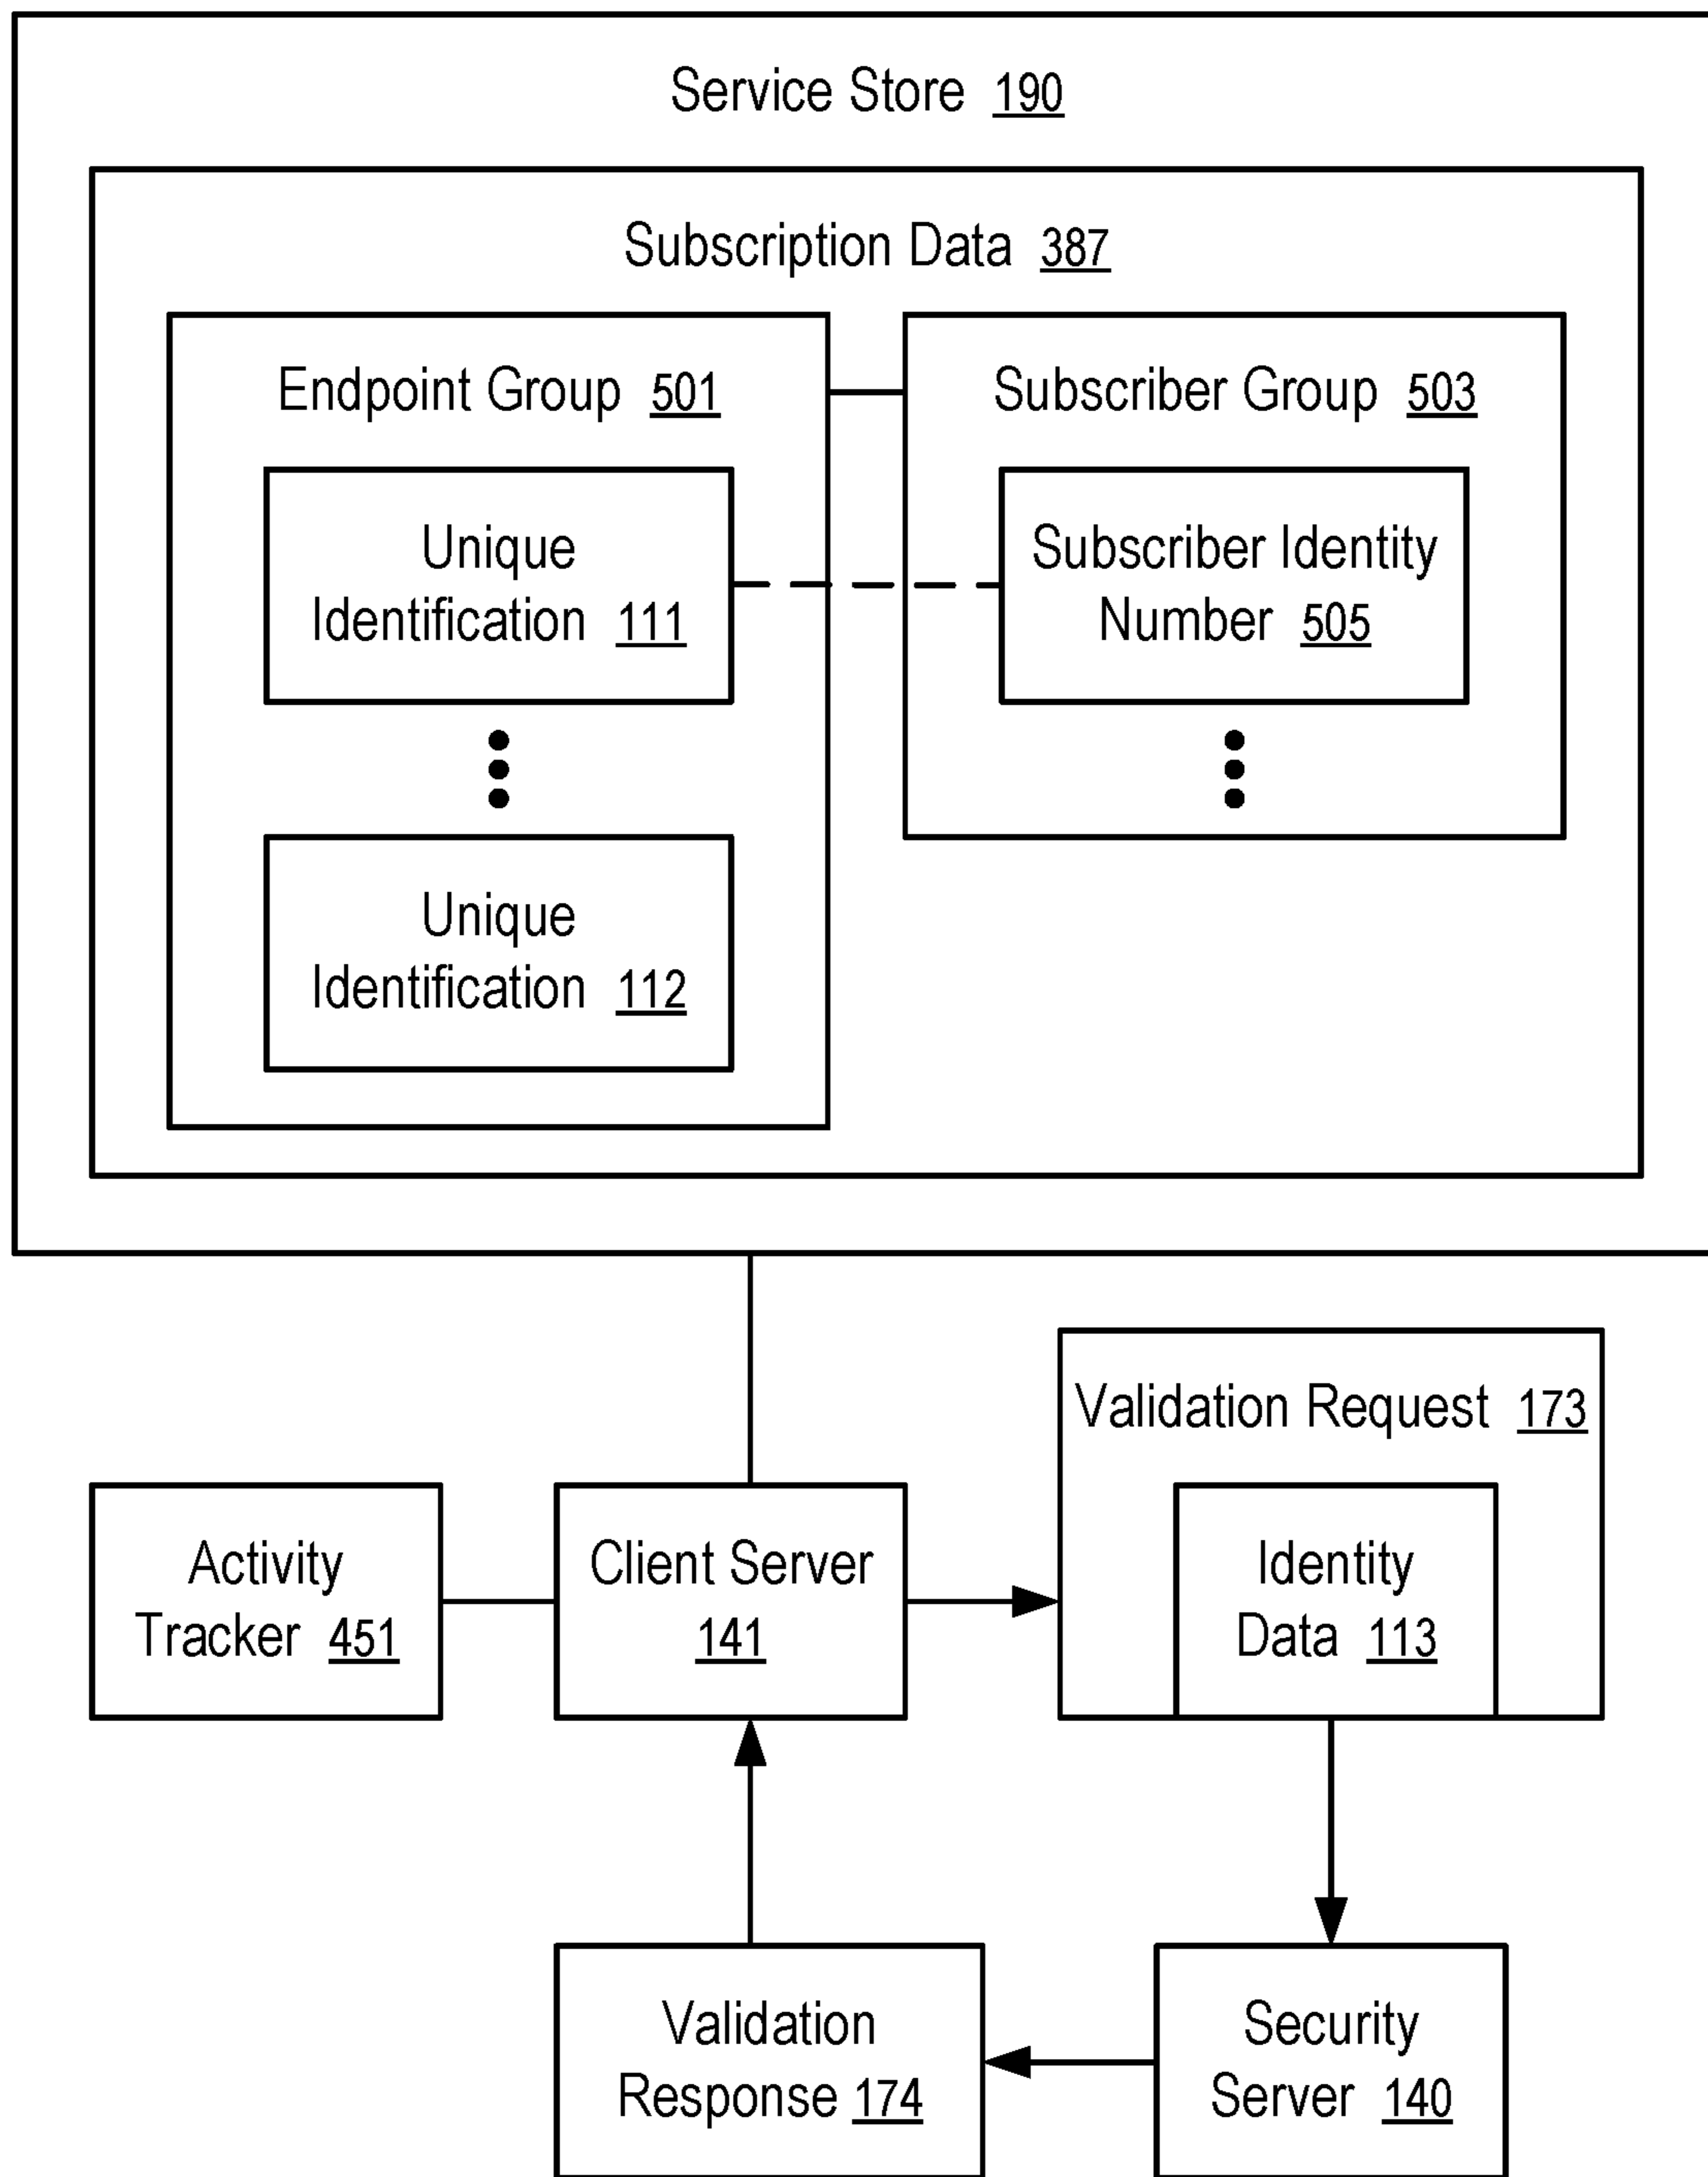 Service Store 190
Subscription Data 387
Endpoint Group 501
Subscriber Group 503
Unique
Identification 111
Subscriber Identity
Number 505
Unique
Identification 112
Validation Request 173
Activity
Tracker 451
Client Server
141
Identity
Data 113
Validation
Response 174
Security
Server 140